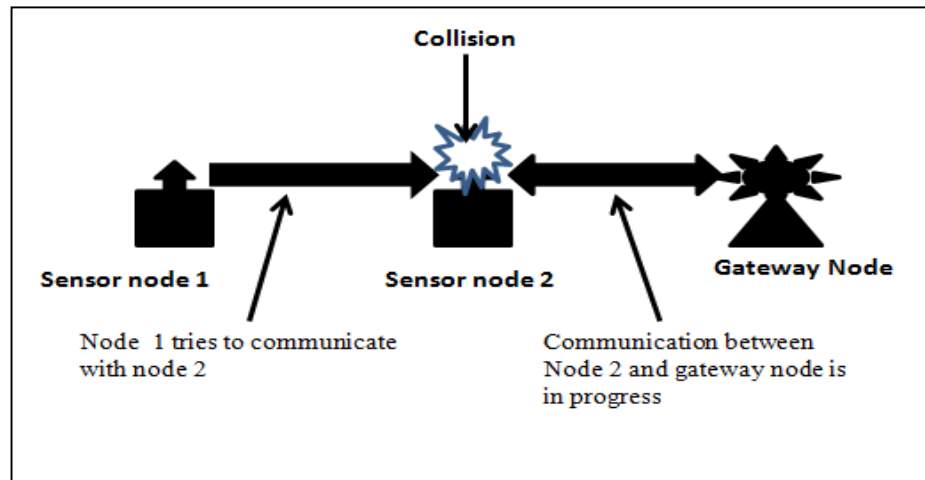 Collision
Sensor node 1
Sensor node 2
Gateway Node
Node 1 tries to communicate
with node 2
Communication between
Node 2 and gateway node is
in progress